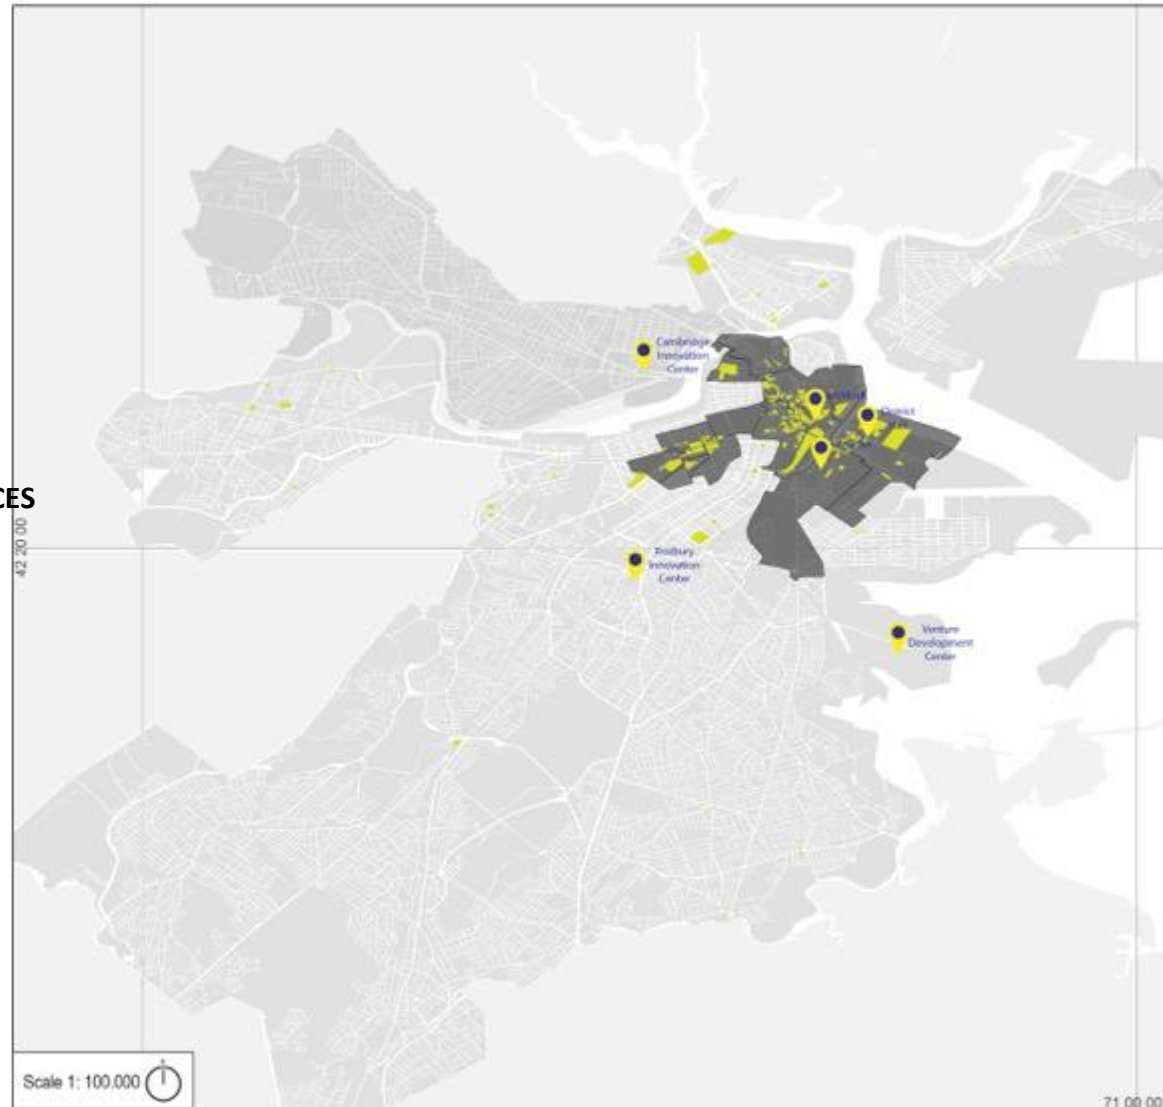 Cambridge
Innovation
Center
District
CES
42 20 00
Roxbury
Innovation
Center
Venture
Development
Center
Scale 1: 100.000
71 00 00